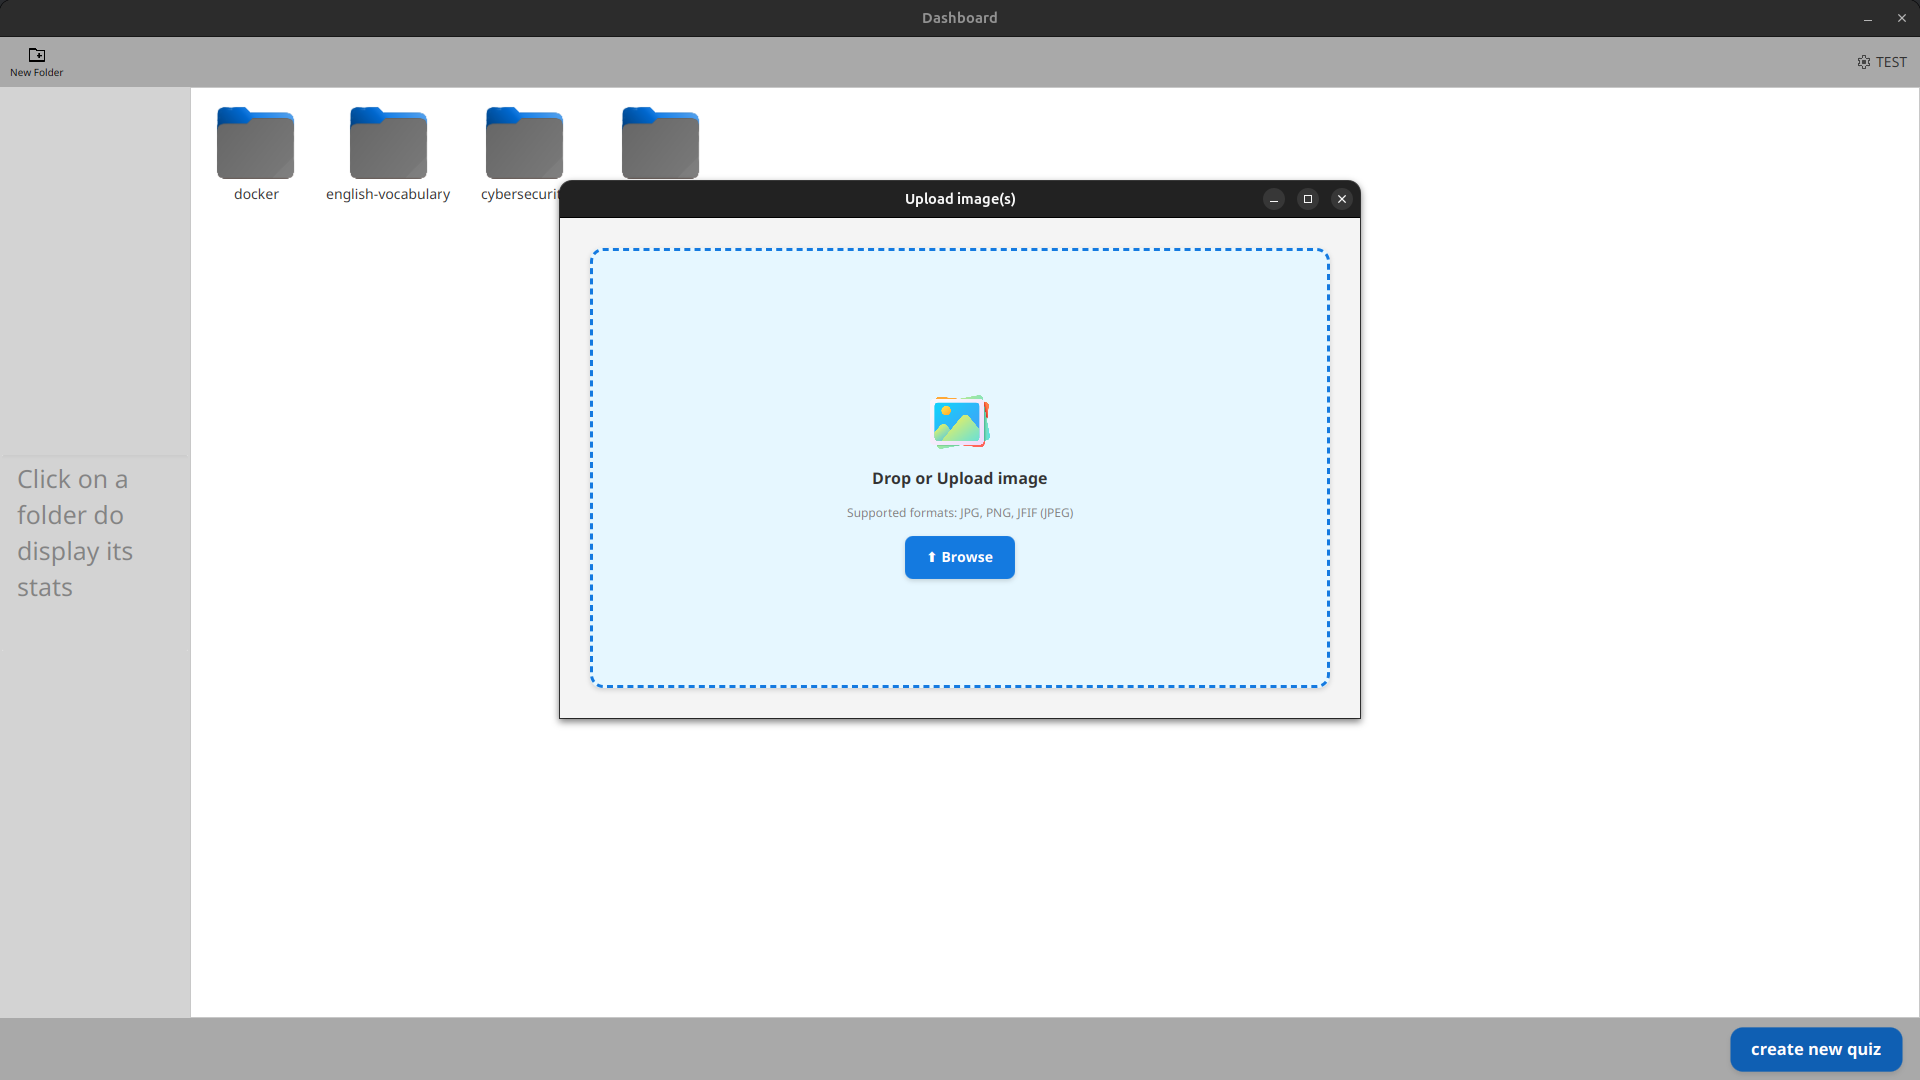 Dashboard
New Folder
TEST
docker
english-vocabulary
Upload image(s)
Drop or Upload image
Supported formats: JPG, PNG, JFIF (JPEG)
⬆ Browse
Click on a
folder do
display its
stats
create new quiz